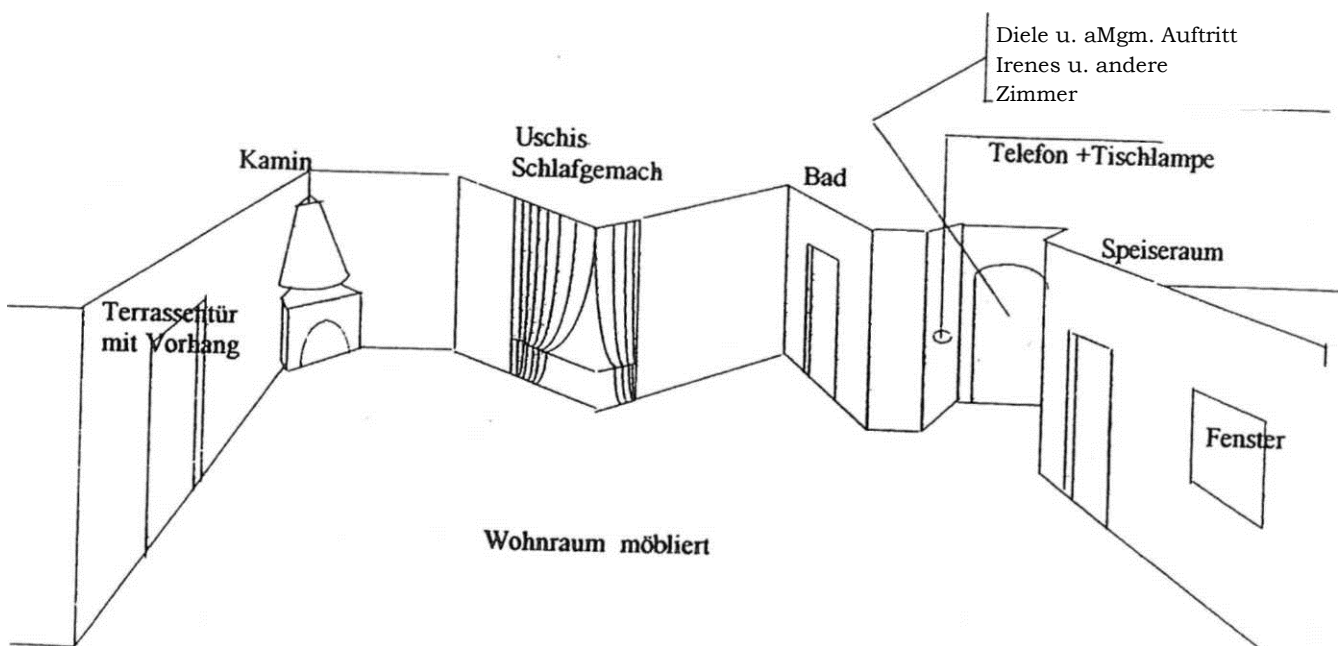 Diele u. aMgm. Auftritt
Irenes u. andere
Zimmer
Kamin
Uschis
Schlafgemach
Bad
Telefon +Tischlampe
Speiseraum
Terrassentür
mit Vorhang
Fenster
Wohnraum möbliert